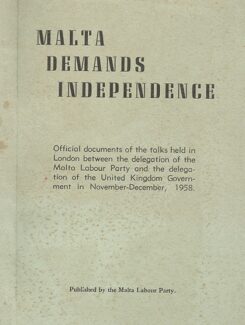 MALTA
DEMANDS
INDEPENDENCE
Official documents of the talks held in
London between the delegation of the
Malta Labour Party and the delega-
tion of the United Kingdom Govern-
ment in November-December, 1958.
Published by the Malta Labour Party.